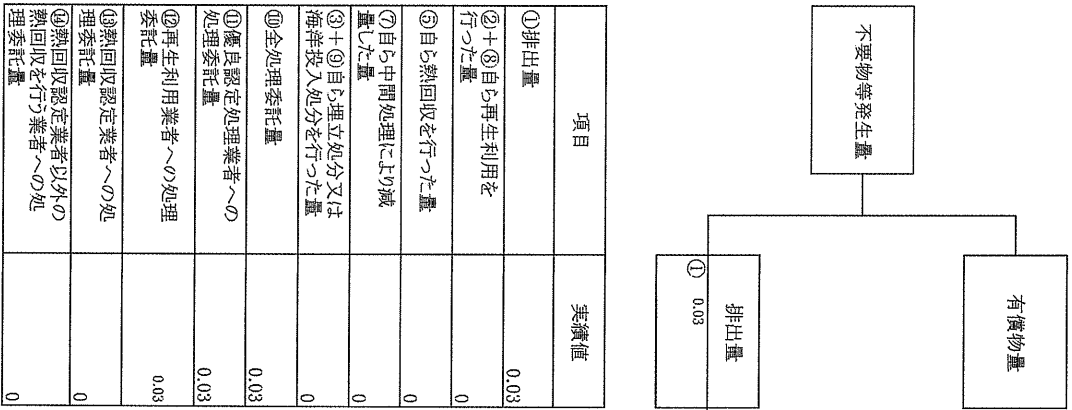 不要物等発生量
有償物量
排出量
① 0.03
項目 実績値
①排出量 0.03
②+⑧自ら再生利用を
行った量 0
⑤自ら熱回収を行った量 0
⑦自ら中間処理により減
量した量 0
③+⑨自ら埋立処分又は
海洋投入処分を行った量 0
⑩全処理委託量 0.03
⑪優良認定処理業者への
処理委託量 0.03
⑫再生利用業者への処理
委託量 0.03
⑬熱回収認定業者への処
理委託量 0
⑭熱回収認定業者以外の
熱回収を行う業者への処
理委託量 0